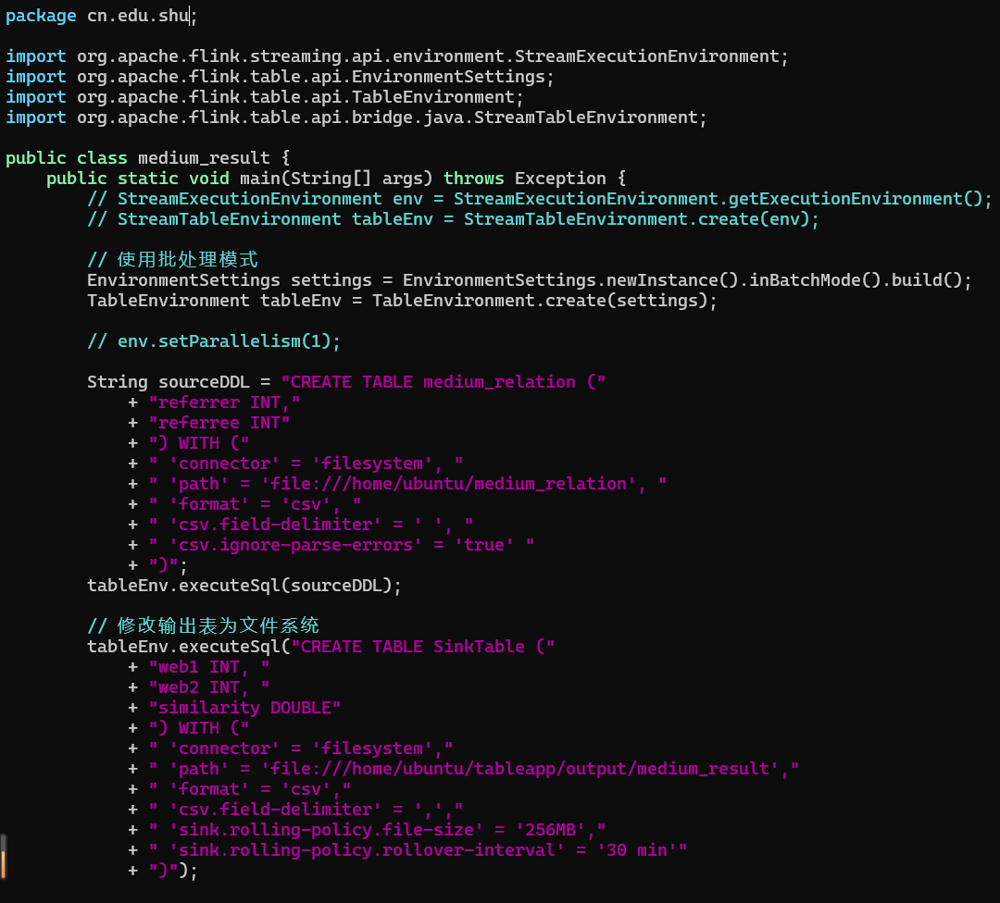 package cn.edu.shu;
import org.apache.flink.streaming.api.environment.StreamExecutionEnvironment;
import org.apache.flink.table.api.EnvironmentSettings;
import org.apache.flink.table.api.TableEnvironment;
import org.apache.flink.table.api.bridge.java.StreamTableEnvironment;
public class medium_result {
    public static void main(String[] args) throws Exception {
        // StreamExecutionEnvironment env = StreamExecutionEnvironment.getExecutionEnvironment();
        // StreamTableEnvironment tableEnv = StreamTableEnvironment.create(env);
        // 使用批处理模式
        EnvironmentSettings settings = EnvironmentSettings.newInstance().inBatchMode().build();
        TableEnvironment tableEnv = TableEnvironment.create(settings);
        // env.setParallelism(1);
        String sourceDDL = "CREATE TABLE medium_relation ("
            + "referrer INT,"
            + "referree INT"
            + ") WITH ("
            + " 'connector' = 'filesystem', "
            + " 'path' = 'file:///home/ubuntu/medium_relation', "
            + " 'format' = 'csv', "
            + " 'csv.field-delimiter' = ' ', "
            + " 'csv.ignore-parse-errors' = 'true' "
            + ")";
        tableEnv.executeSql(sourceDDL);
        // 修改输出表为文件系统
        tableEnv.executeSql("CREATE TABLE SinkTable ("
            + "web1 INT, "
            + "web2 INT, "
            + "similarity DOUBLE"
            + ") WITH ("
            + " 'connector' = 'filesystem',"
            + " 'path' = 'file:///home/ubuntu/tableapp/output/medium_result',"
            + " 'format' = 'csv',"
            + " 'csv.field-delimiter' = ',',"
            + " 'sink.rolling-policy.file-size' = '256MB',"
            + " 'sink.rolling-policy.rollover-interval' = '30 min'"
            + ")");